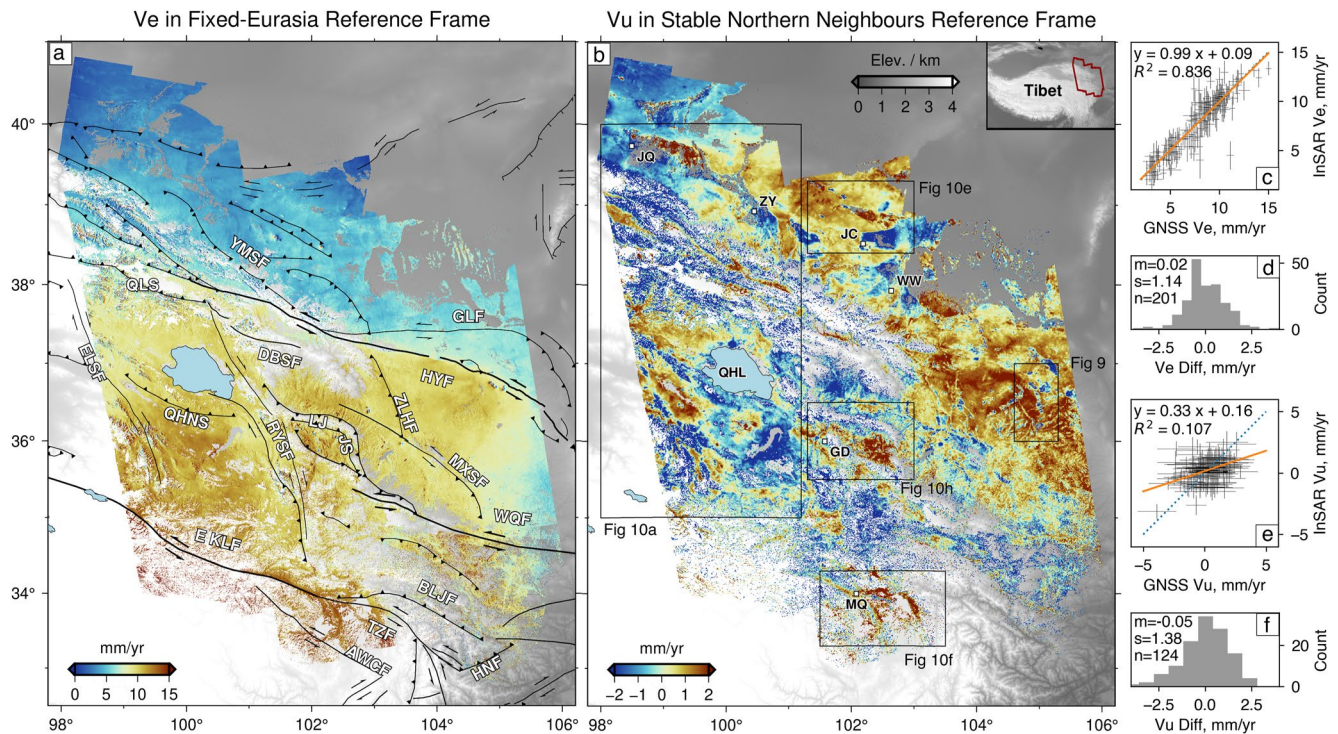 Ve in Fixed-Eurasia Reference Frame
a
40°
38°
36°
34°
98°
100°
102°
104°
106°
YMSF
QLS
GLF
ELSF
DBSF
HYF
ZLHF
QHNS
RYSF
LJ
JSS
MXSF
WQF
E KLF
BLJF
TZF
AWCF
HNF
mm/yr
0 5 10 15
Vu in Stable Northern Neighbours Reference Frame
b
Elev. / km
0 1 2 3 4
Tibet
JQ
ZY
Fig 10e
JC
WW
QHL
Fig 9
GD
Fig 10h
Fig 10a
MQ
Fig 10f
mm/yr
−2 −1 0 1 2
98°
100°
102°
104°
106°
y = 0.99 x + 0.09
R² = 0.836
c
15
10
5
InSAR Ve, mm/yr
5 10 15
GNSS Ve, mm/yr
m=0.02
s=1.14
n=201
d
50
0
Count
−2.5 0.0 2.5
Ve Diff, mm/yr
y = 0.33 x + 0.16
R² = 0.107
e
5
0
−5
InSAR Vu, mm/yr
−5 0 5
GNSS Vu, mm/yr
m=-0.05
s=1.38
n=124
f
20
0
Count
−2.5 0.0 2.5
Vu Diff, mm/yr